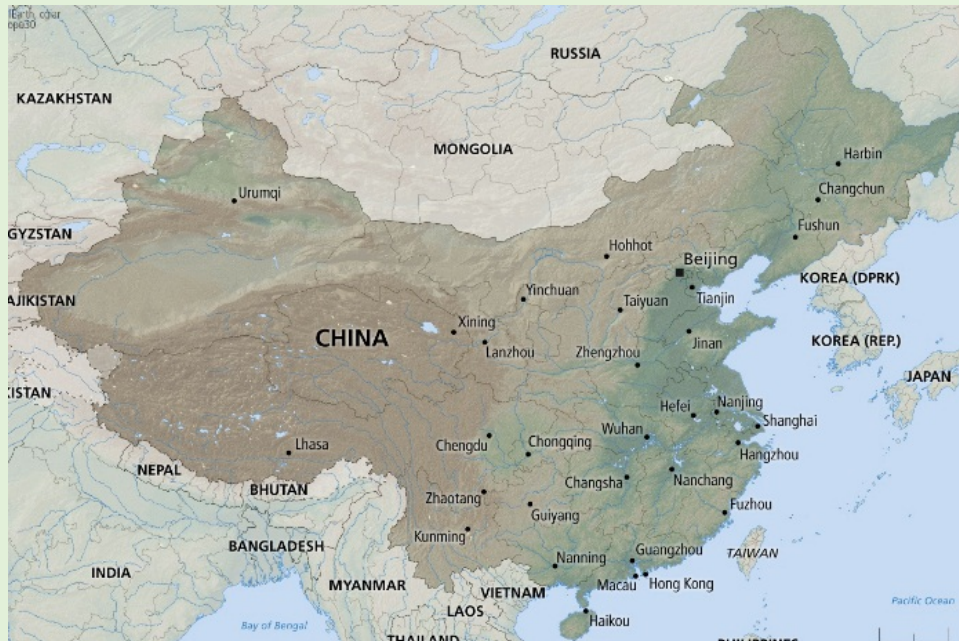 RUSSIA
KAZAKHSTAN
MONGOLIA
Harbin
Changchun
Urumqi
Fushun
GYZSTAN
Hohhot
Beijing
KOREA (DPRK)
Yinchuan
Tianjin
AJIKISTAN
Taiyuan
Xining
CHINA
Jinan
KOREA (REP.)
Lanzhou
Zhengzhou
JAPAN
KISTAN
Hefei
Nanjing
Shanghai
Wuhan
Lhasa
Chengdu
Chongqing
Hangzhou
NEPAL
Changsha
Nanchang
BHUTAN
Zhaotang
Fuzhou
Guiyang
Kunming
BANGLADESH
Guangzhou
TAIWAN
Nanning
INDIA
MYANMAR
VIETNAM
Macau
Hong Kong
Pacific Ocean
LAOS
Haikou
Bay of Bengal
THAILAND
PHILIPPINES